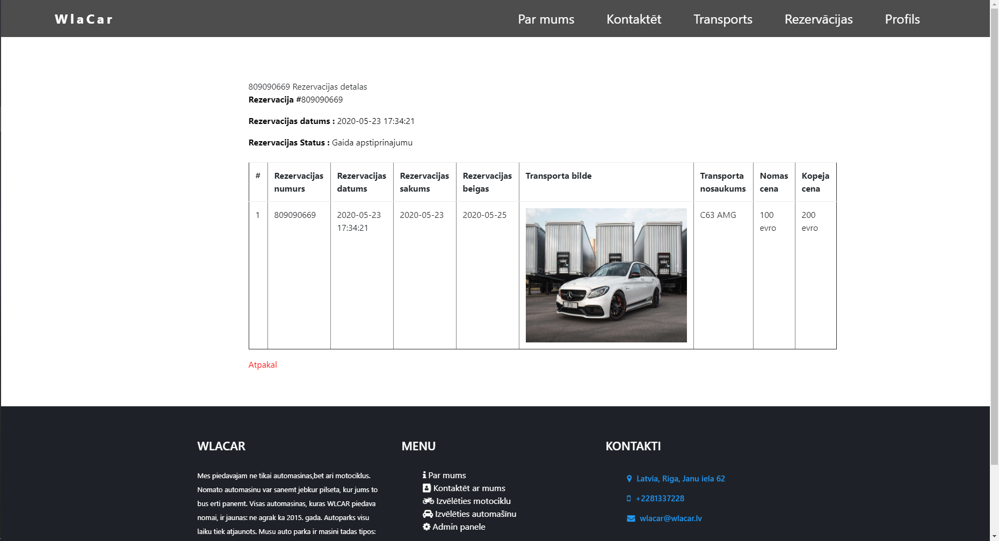 WlaCar
Par mums Kontaktēt Transports Rezervācijas Profils
809090669 Rezervacijas detalas
Rezervacija #809090669
Rezervacijas datums : 2020-05-23 17:34:21
Rezervacijas Status : Gaida apstiprinajumu
# Rezervacijas numurs Rezervacijas datums Rezervacijas sakums Rezervacijas beigas Transporta bilde Transporta nosaukums Nomas cena Kopeja cena
1 809090669 2020-05-23 17:34:21 2020-05-23 2020-05-25 C63 AMG 100 evro 200 evro
Atpakal
WLACAR
Mes piedavajam ne tikai automasinas,bet ari motociklus.
Nomato automasinu var sanemt jebkur pilseta, kur jums to
bus erti panemt. Visas automasinas, kuras WLCAR piedava
nomai, ir jaunas: ne agrak ka 2015. gada. Autoparks visu
laiku tiek atjaunots. Musu auto parka ir masini tadas tipos:
MENU
Par mums
Kontaktēt ar mums
Izvēlēties motociklu
Izvēlēties automašīnu
Admin panele
KONTAKTI
Latvia, Riga, Janu iela 62
+2281337228
wlacar@wlacar.lv